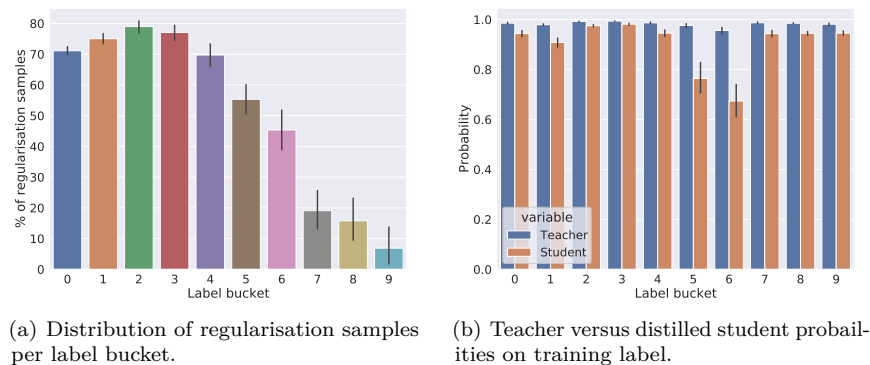 80
70
60
50
40
30
20
10
0
% of regularisation samples
0 1 2 3 4 5 6 7 8 9
Label bucket
(a) Distribution of regularisation samples
per label bucket.
1.0
0.8
0.6
0.4
0.2
0.0
Probability
variable
Teacher
Student
0 1 2 3 4 5 6 7 8 9
Label bucket
(b) Teacher versus distilled student probail-
ities on training label.